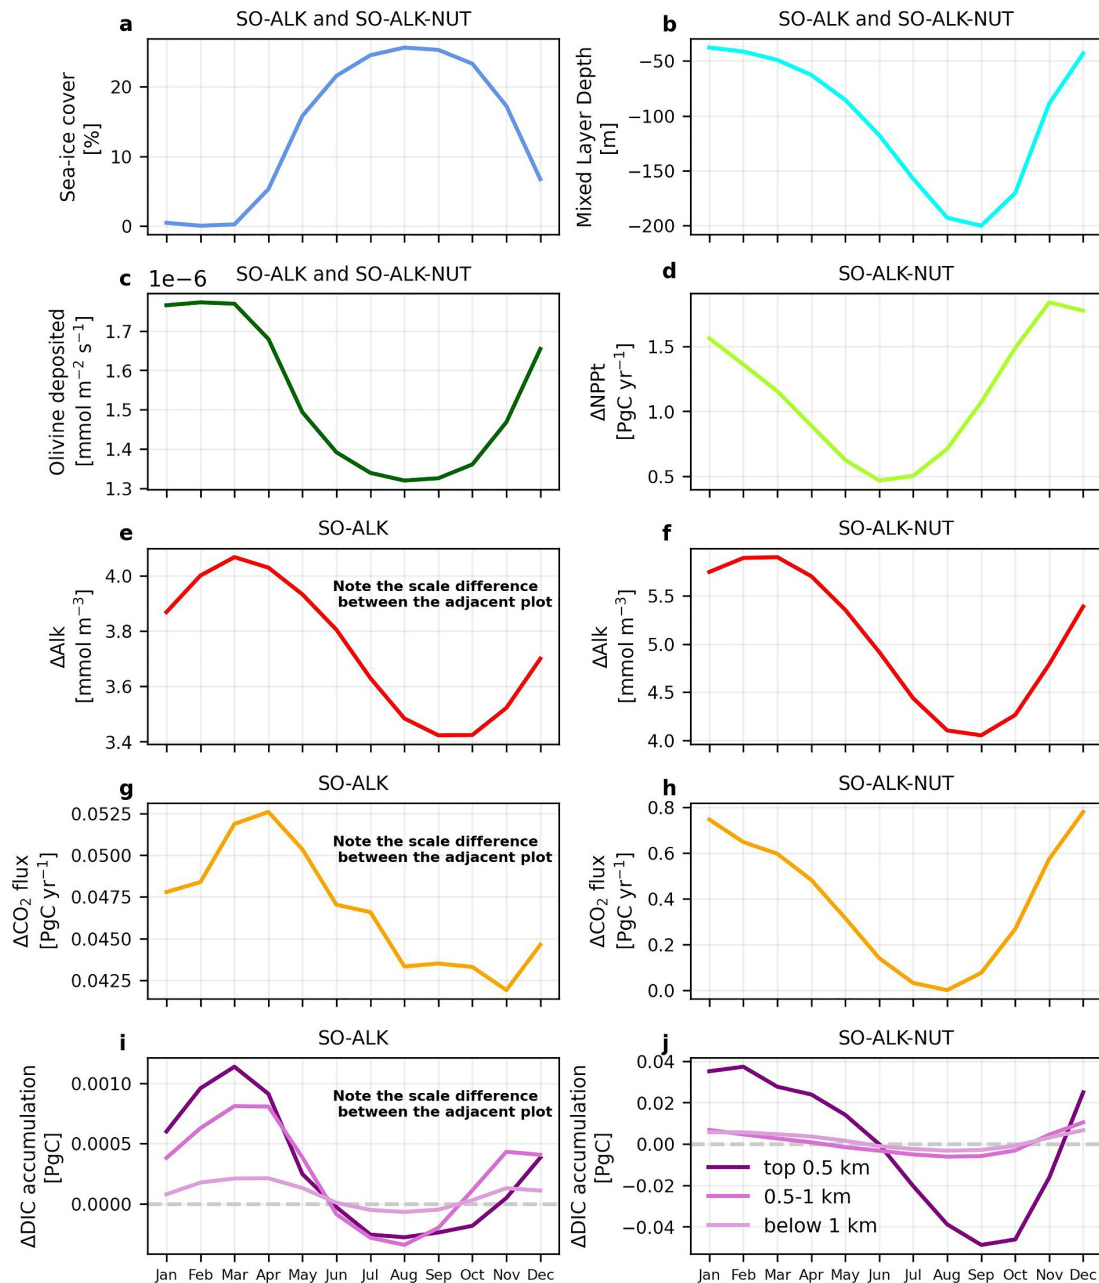 a
SO-ALK and SO-ALK-NUT
Sea-ice cover
[%]
20
10
0
b
SO-ALK and SO-ALK-NUT
Mixed Layer Depth
[m]
−50
−100
−150
−200
c
1e−6
SO-ALK and SO-ALK-NUT
Olivine deposited
[mmol m⁻² s⁻¹]
1.7
1.6
1.5
1.4
1.3
d
SO-ALK-NUT
ΔNPPt
[PgC yr⁻¹]
1.5
1.0
0.5
e
SO-ALK
ΔAlk
[mmol m⁻³]
4.0
3.8
3.6
3.4
Note the scale difference
between the adjacent plot
f
SO-ALK-NUT
ΔAlk
[mmol m⁻³]
5.5
5.0
4.5
4.0
g
SO-ALK
ΔCO₂ flux
[PgC yr⁻¹]
0.0525
0.0500
0.0475
0.0450
0.0425
Note the scale difference
between the adjacent plot
h
SO-ALK-NUT
ΔCO₂ flux
[PgC yr⁻¹]
0.8
0.6
0.4
0.2
0.0
i
SO-ALK
ΔDIC accumulation
[PgC]
0.0010
0.0005
0.0000
Note the scale difference
between the adjacent plot
Jan Feb Mar Apr May Jun Jul Aug Sep Oct Nov Dec
j
SO-ALK-NUT
ΔDIC accumulation
[PgC]
0.04
0.02
0.00
−0.02
−0.04
top 0.5 km
0.5-1 km
below 1 km
Jan Feb Mar Apr May Jun Jul Aug Sep Oct Nov Dec